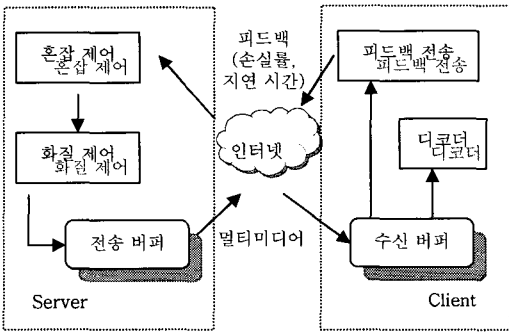 혼잡 제어
혼잡 제어
화질 제어
화질 제어
전송 버퍼
Server
피드백
(손실률,
지연 시간)
인터넷
멀티미디어
피드백 전송
피드백 전송
디코더
디코더
수신 버퍼
Client